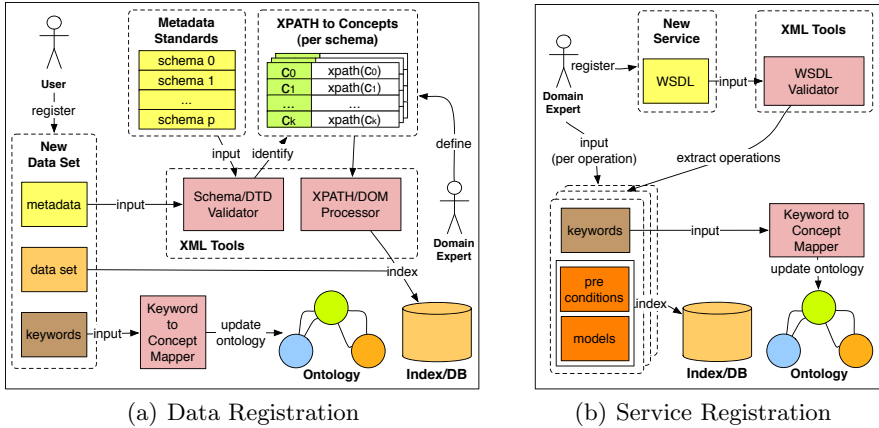 User
register
New
Data Set
metadata
data set
keywords
Metadata
Standards
schema 0
schema 1
...
schema p
XPATH to Concepts
(per schema)
c0 xpath(c0)
c1 xpath(c1)
... ...
ck xpath(ck)
input
identify
define
input
Schema/DTD
Validator
XPATH/DOM
Processor
XML Tools
Domain
Expert
index
input
Keyword
to
Concept
Mapper
update
ontology
Ontology
Index/DB
(a) Data Registration
Domain
Expert
register
New
Service
WSDL
input
XML Tools
WSDL
Validator
input
(per operation)
extract operations
keywords
input
Keyword to
Concept
Mapper
update ontology
pre
conditions
models
index
Index/DB
Ontology
(b) Service Registration